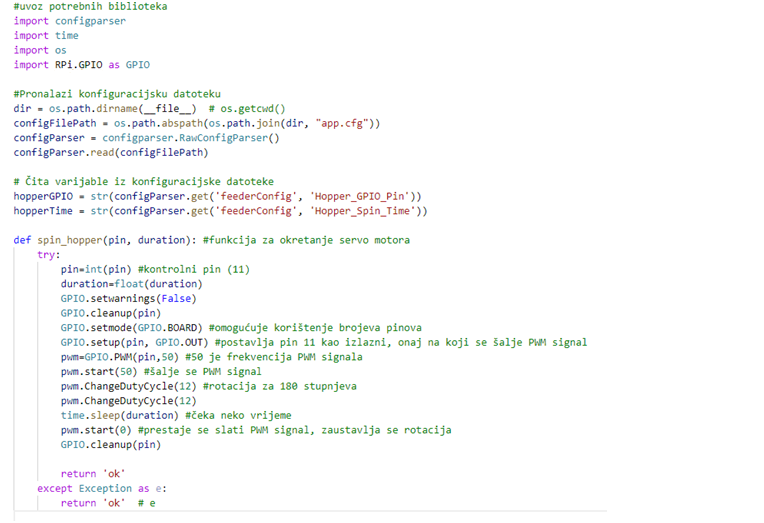 #uvoz potrebnih biblioteka
import configparser
import time
import os
import RPi.GPIO as GPIO

#Pronalazi konfiguracijsku datoteku
dir = os.path.dirname(__file__)  # os.getcwd()
configFilePath = os.path.abspath(os.path.join(dir, "app.cfg"))
configParser = configparser.RawConfigParser()
configParser.read(configFilePath)

# Čita varijable iz konfiguracijske datoteke
hopperGPIO = str(configParser.get('feederConfig', 'Hopper_GPIO_Pin'))
hopperTime = str(configParser.get('feederConfig', 'Hopper_Spin_Time'))

def spin_hopper(pin, duration): #funkcija za okretanje servo motora
    try:
        pin=int(pin) #kontrolni pin (11)
        duration=float(duration)
        GPIO.setwarnings(False)
        GPIO.cleanup(pin)
        GPIO.setmode(GPIO.BOARD) #omogućuje korištenje brojeva pinova
        GPIO.setup(pin, GPIO.OUT) #postavlja pin 11 kao izlazni, onaj na koji se šalje PWM signal
        pwm=GPIO.PWM(pin,50) #50 je frekvencija PWM signala
        pwm.start(50) #šalje se PWM signal
        pwm.ChangeDutyCycle(12) #rotacija za 180 stupnjeva
        pwm.ChangeDutyCycle(12)
        time.sleep(duration) #čeka neko vrijeme
        pwm.start(0) #prestaje se slati PWM signal, zaustavlja se rotacija
        GPIO.cleanup(pin)

        return 'ok'
    except Exception as e:
        return 'ok'  # e